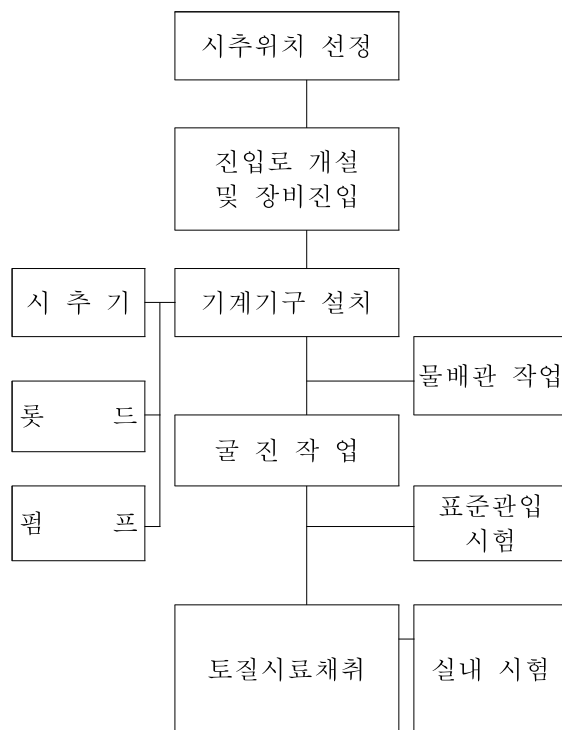 시추위치 선정
진입로 개설
및 장비진입
시 추 기
기계기구 설치
물배관 작업
롯 드
굴 진 작 업
펌 프
표준관입
시험
토질시료채취
실내 시험